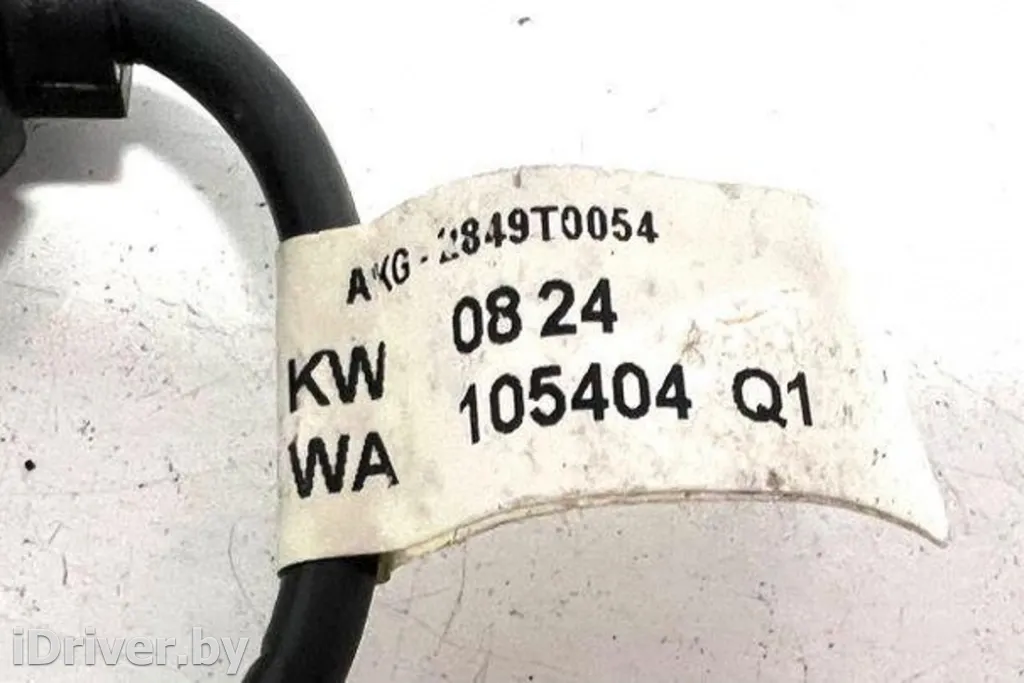 AKG - 2849T0054
KW 08 24
WA 105404 Q1
iDriver.by